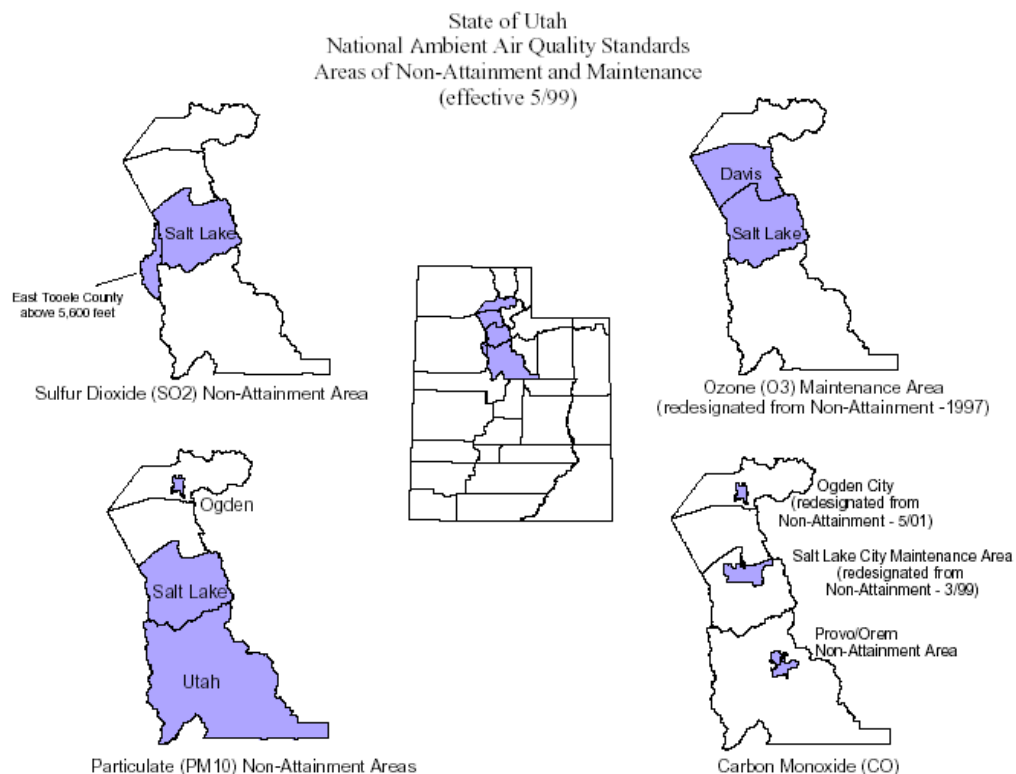 State of Utah
National Ambient Air Quality Standards
Areas of Non-Attainment and Maintenance
(effective 5/99)
Salt Lake
East Tooele County
above 5,600 feet
Sulfur Dioxide (SO2) Non-Attainment Area
Davis
Salt Lake
Ozone (O3) Maintenance Area
(redesignated from Non-Attainment -1997)
Ogden
Salt Lake
Utah
Particulate (PM10) Non-Attainment Areas
Ogden City
(redesignated from
Non-Attainment - 5/01)
Salt Lake City Maintenance Area
(redesignated from
Non-Attainment - 3/99)
Provo/Orem
Non-Attainment Area
Carbon Monoxide (CO)